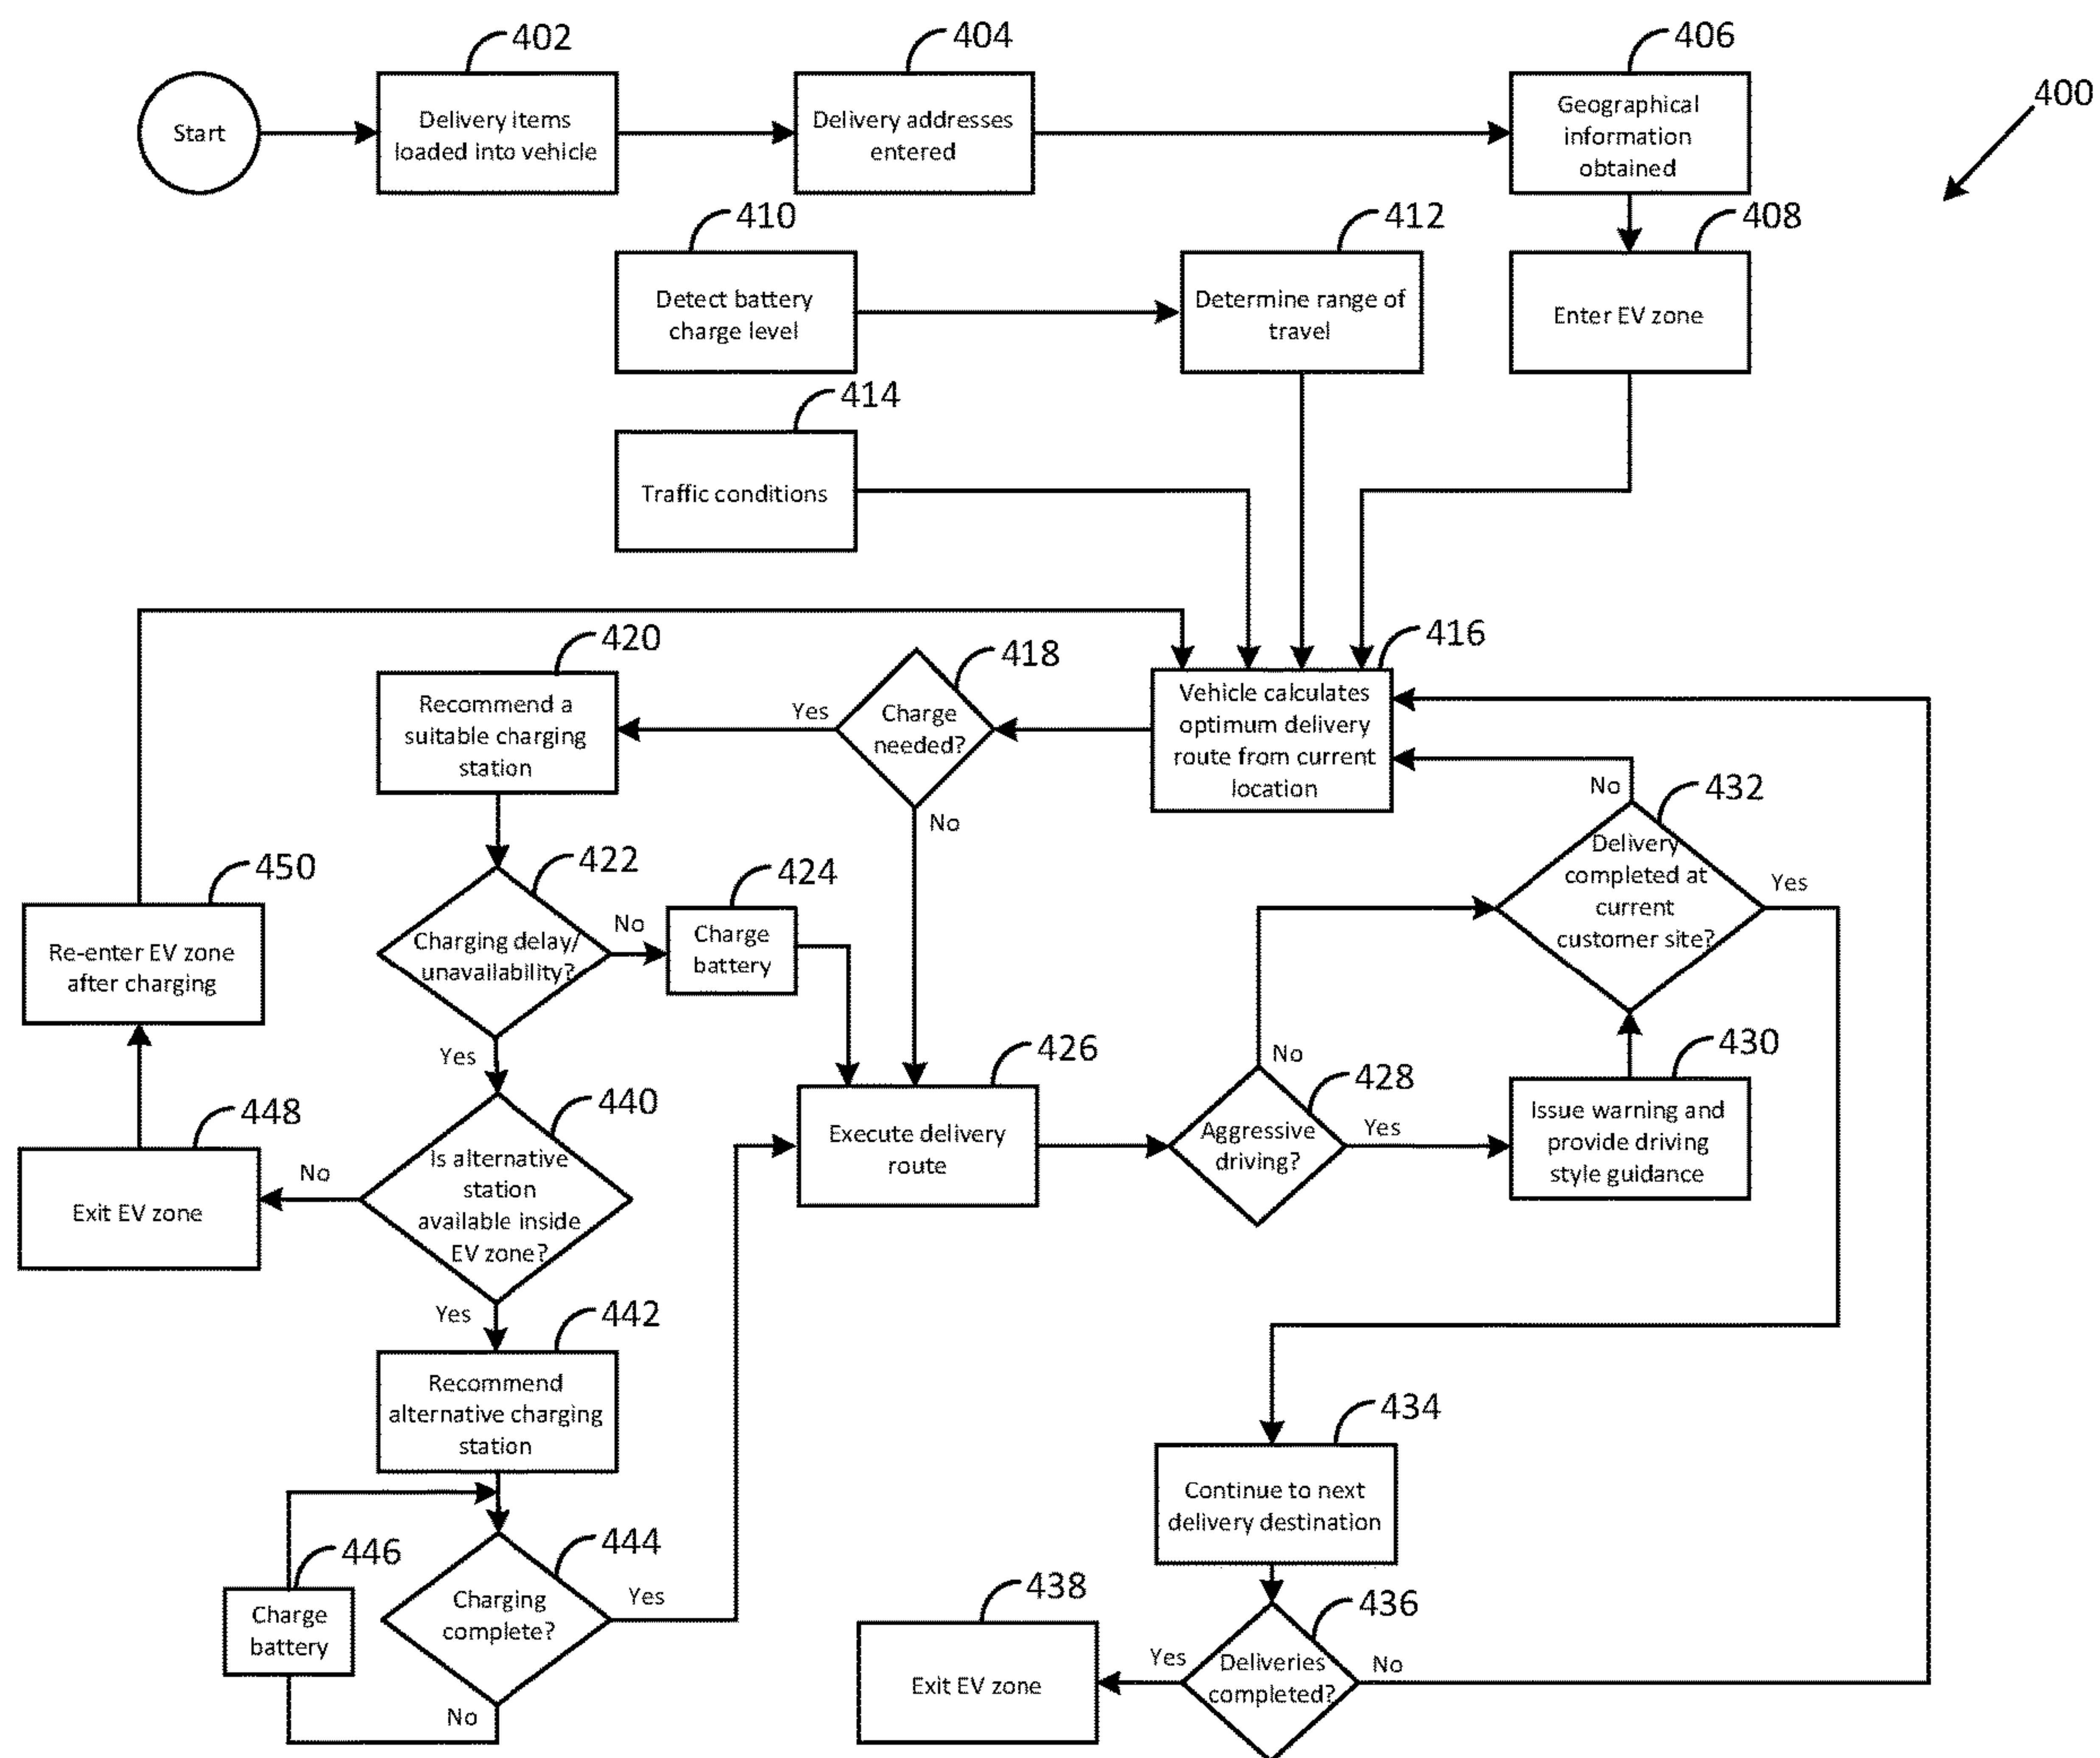 402
404
406
400
Start
Delivery items
loaded into vehicle
Delivery addresses
entered
Geographical
information
obtained
410
412
408
Detect battery
charge level
Determine range of
travel
Enter EV zone
414
Traffic conditions
420
418
416
Recommend a
suitable charging
station
Yes
Charge
needed?
No
Vehicle calculates
optimum delivery
route from current
location
No
432
Delivery
completed at
current
customer site?
Yes
450
Re-enter EV zone
after charging
422
Charging delay/
unavailability?
No
Yes
424
Charge
battery
426
Execute delivery
route
No
428
Aggressive
driving?
Yes
430
Issue warning and
provide driving
style guidance
448
Exit EV zone
No
440
Is alternative
station
available inside
EV zone?
Yes
442
Recommend
alternative charging
station
434
Continue to next
delivery destination
446
Charge
battery
444
Charging
complete?
Yes
No
438
Exit EV zone
Yes
436
Deliveries
completed?
No